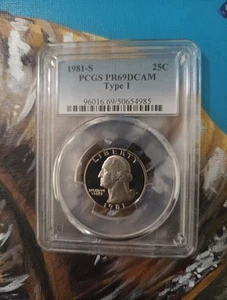 1981-S 25C
PCGS PR69DCAM
Type 1
96016.69/50654985
LIBERTY
1981